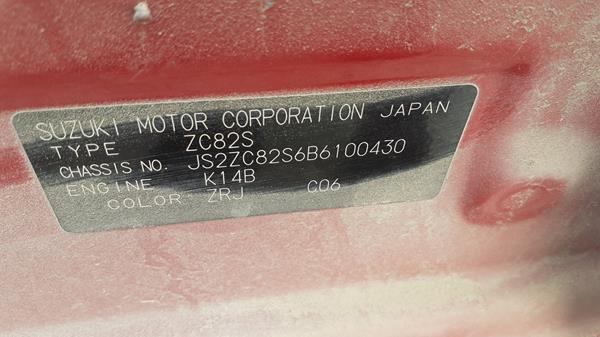 SUZUKI MOTOR CORPORATION JAPAN
TYPE ZC82S
CHASSIS NO. JS2ZC82S6B6100430
ENGINE K14B
COLOR ZRJ C06